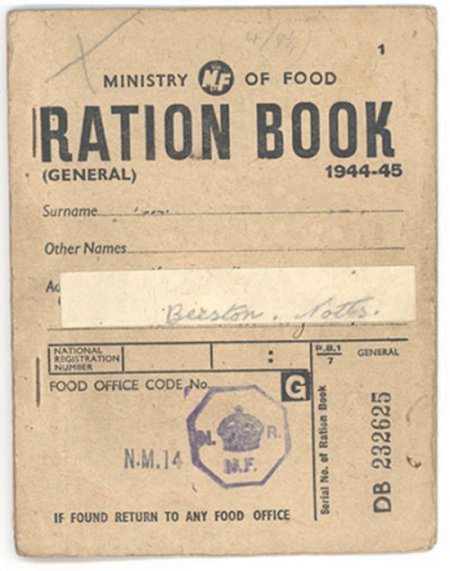 1
MINISTRY MF OF FOOD
RATION BOOK
(GENERAL) 1944-45
Surname
Other Names
Beeston. Notts.
NATIONAL
REGISTRATION
NUMBER
:
R.B.1
7
GENERAL
FOOD OFFICE CODE No.
G
R.
M.F.
N.M.14
Serial No. of Ration Book
DB 232625
IF FOUND RETURN TO ANY FOOD OFFICE